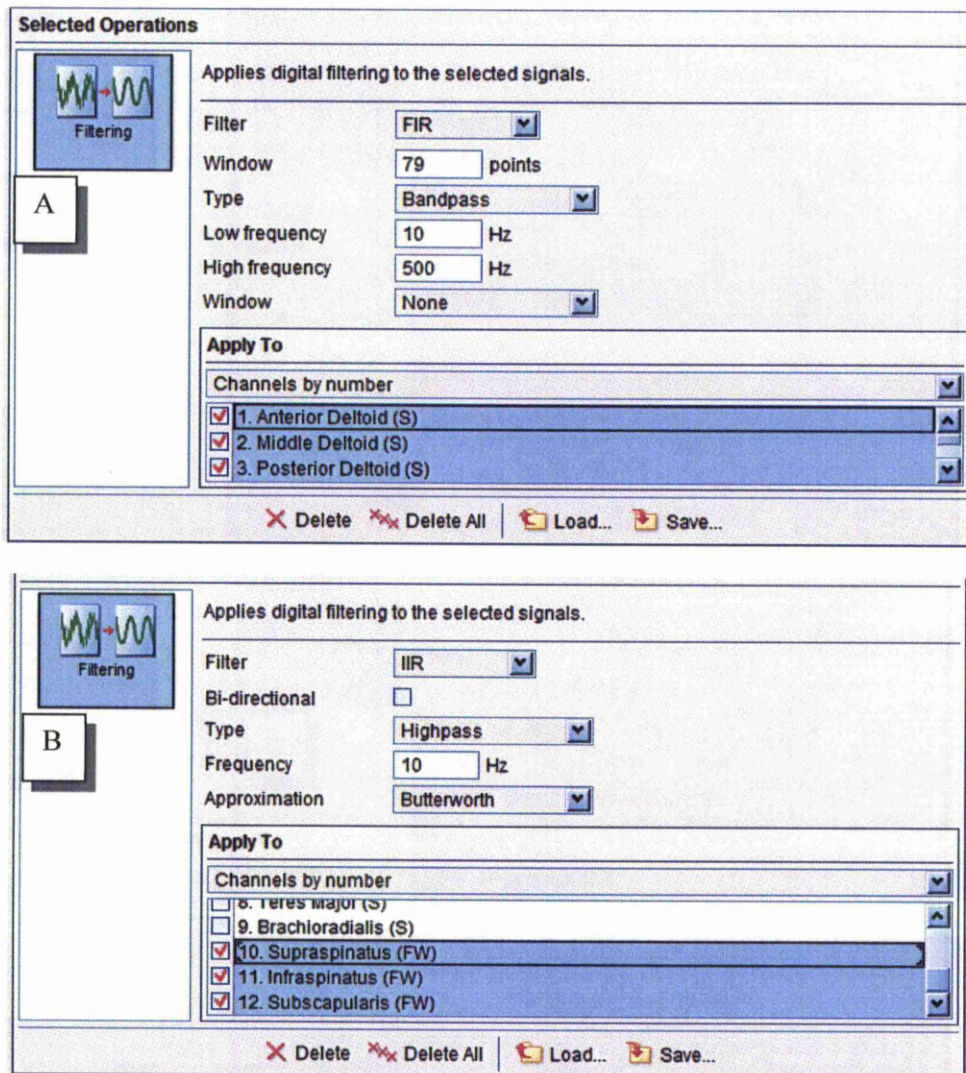 Selected Operations
Filtering
A
Applies digital filtering to the selected signals.
Filter FIR
Window 79 points
Type Bandpass
Low frequency 10 Hz
High frequency 500 Hz
Window None
Apply To
Channels by number
1. Anterior Deltoid (S)
2. Middle Deltoid (S)
3. Posterior Deltoid (S)
Delete Delete All Load... Save...
Filtering
B
Applies digital filtering to the selected signals.
Filter IIR
Bi-directional
Type Highpass
Frequency 10 Hz
Approximation Butterworth
Apply To
Channels by number
8. Teres Major (S)
9. Brachioradialis (S)
10. Supraspinatus (FW)
11. Infraspinatus (FW)
12. Subscapularis (FW)
Delete Delete All Load... Save...